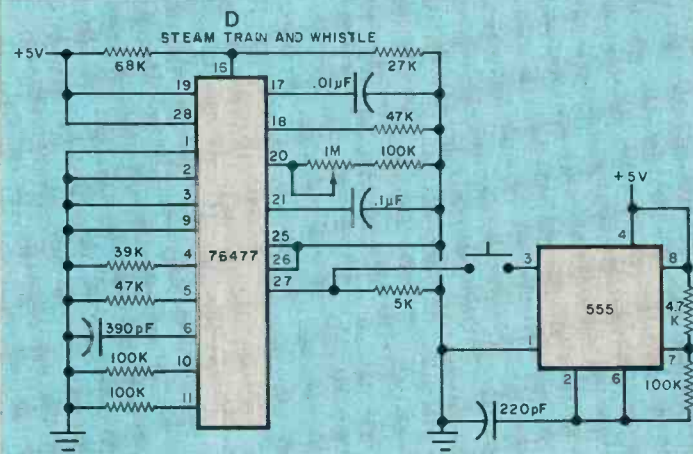 D
STEAM TRAIN AND WHISTLE
+5V
68K
16
27K
19
17
.01µF
28
18
47K
1
20
1M
100K
2
3
21
.1µF
9
76477
25
39K
4
26
47K
5
27
5K
390pF
6
100K
10
100K
11
+5V
4
3
8
555
4.7
K
1
7
2
6
100K
220pF